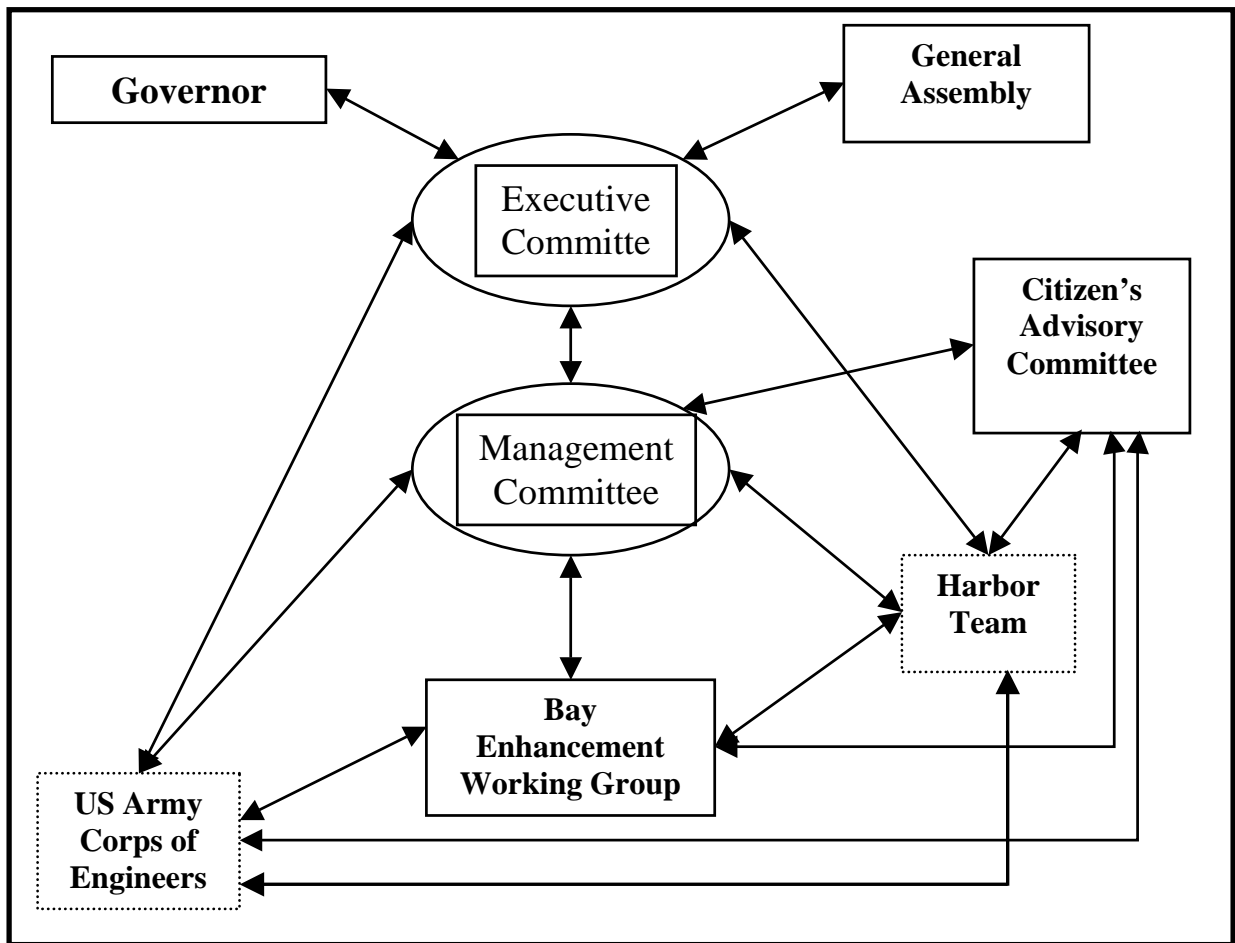 Governor
General
Assembly
Executive
Committe
Citizen’s
Advisory
Committee
Management
Committee
Harbor
Team
Bay
Enhancement
Working Group
US Army
Corps of
Engineers